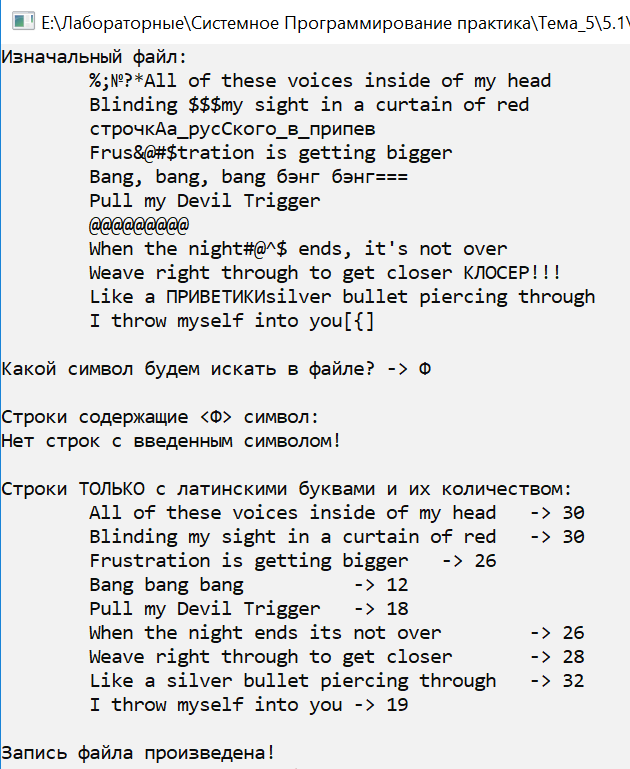 E:\Лабораторные\Системное Программирование практика\Тема_5\5.1\
Изначальный файл:
%;№?*All of these voices inside of my head
Blinding $$$my sight in a curtain of red
строчкАа_русСкого_в_припев
Frus&@#$tration is getting bigger
Bang, bang, bang бэнг бэнг===
Pull my Devil Trigger
@@@@@@@@@
When the night#@^$ ends, it's not over
Weave right through to get closer КЛОСЕР!!!
Like a ПРИВЕТИКИsilver bullet piercing through
I throw myself into you[{]
Какой символ будем искать в файле? -> Ф
Строки содержащие <Ф> символ:
Нет строк с введенным символом!
Строки ТОЛЬКО с латинскими буквами и их количеством:
All of these voices inside of my head -> 30
Blinding my sight in a curtain of red -> 30
Frustration is getting bigger -> 26
Bang bang bang -> 12
Pull my Devil Trigger -> 18
When the night ends its not over -> 26
Weave right through to get closer -> 28
Like a silver bullet piercing through -> 32
I throw myself into you -> 19
Запись файла произведена!